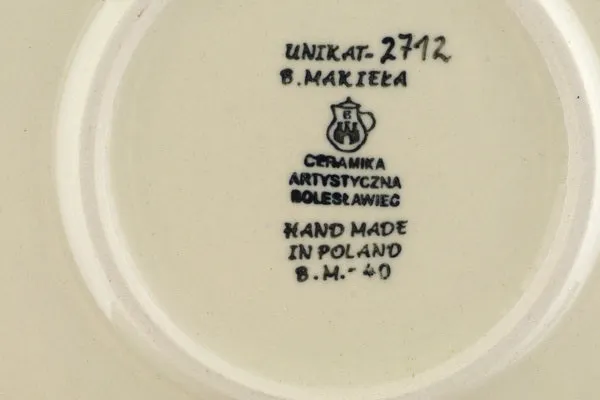 UNIKAT-2712
B. MAKIEŁA
B
CERAMIKA
ARTYSTYCZNA
BOLESŁAWIEC
HAND MADE
IN POLAND
B.M.-40